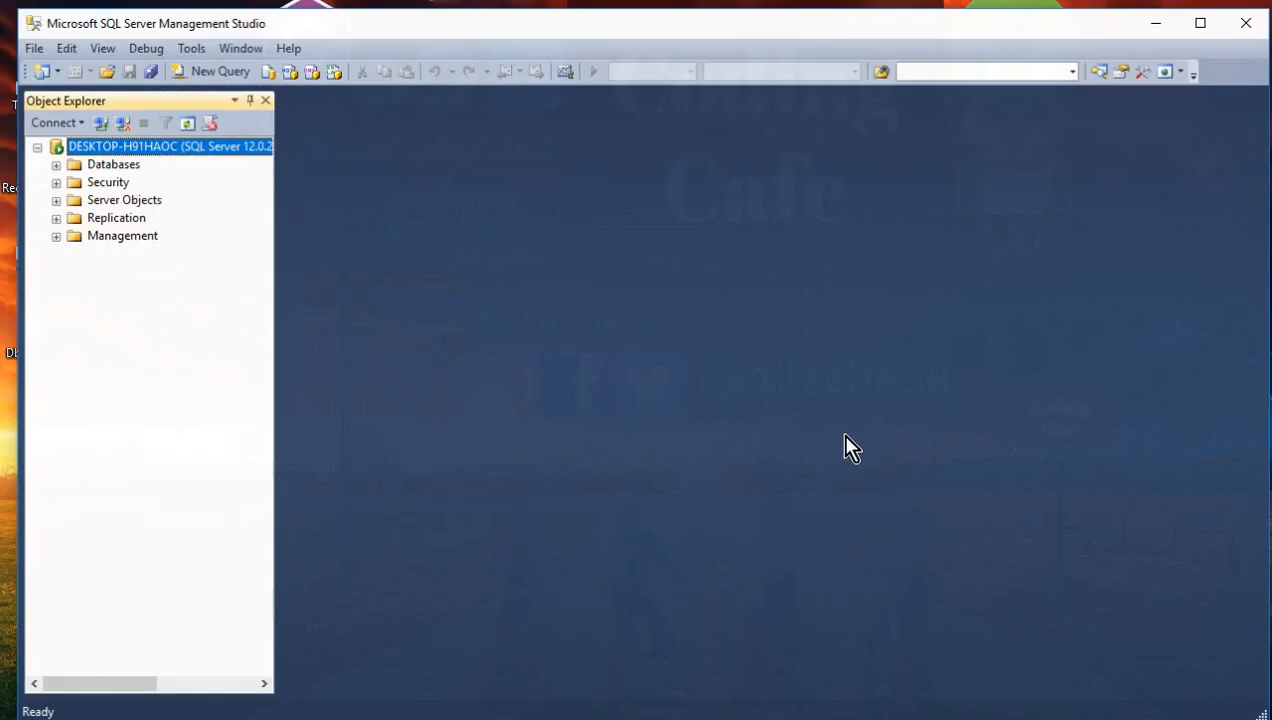 Microsoft SQL Server Management Studio
File Edit View Debug Tools Window Help
New Query
Object Explorer
Connect
DESKTOP-H91HAOC (SQL Server 12.0.2
Databases
Security
Server Objects
Replication
Management
Cafe
Ready